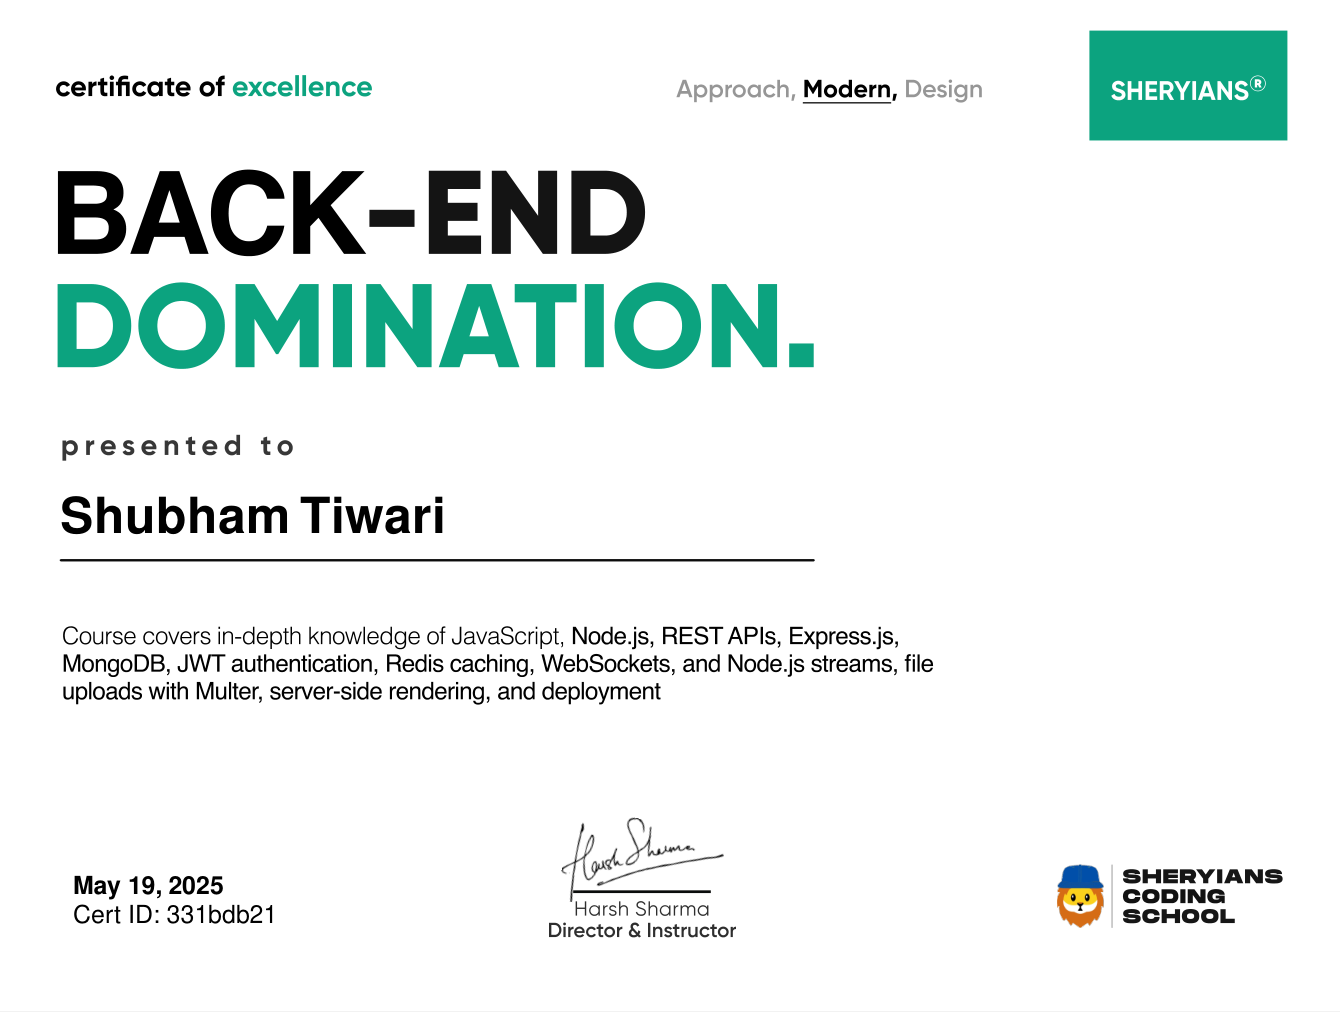 certificate of excellence
Approach, Modern, Design
SHERYIANS®
BACK-END
DOMINATION.
presented to
Shubham Tiwari
Course covers in-depth knowledge of JavaScript, Node.js, REST APIs, Express.js,
MongoDB, JWT authentication, Redis caching, WebSockets, and Node.js streams, file
uploads with Multer, server-side rendering, and deployment
May 19, 2025
Cert ID: 331bdb21
Harsh Sharma
Harsh Sharma
Director & Instructor
SHERYIANS
CODING
SCHOOL